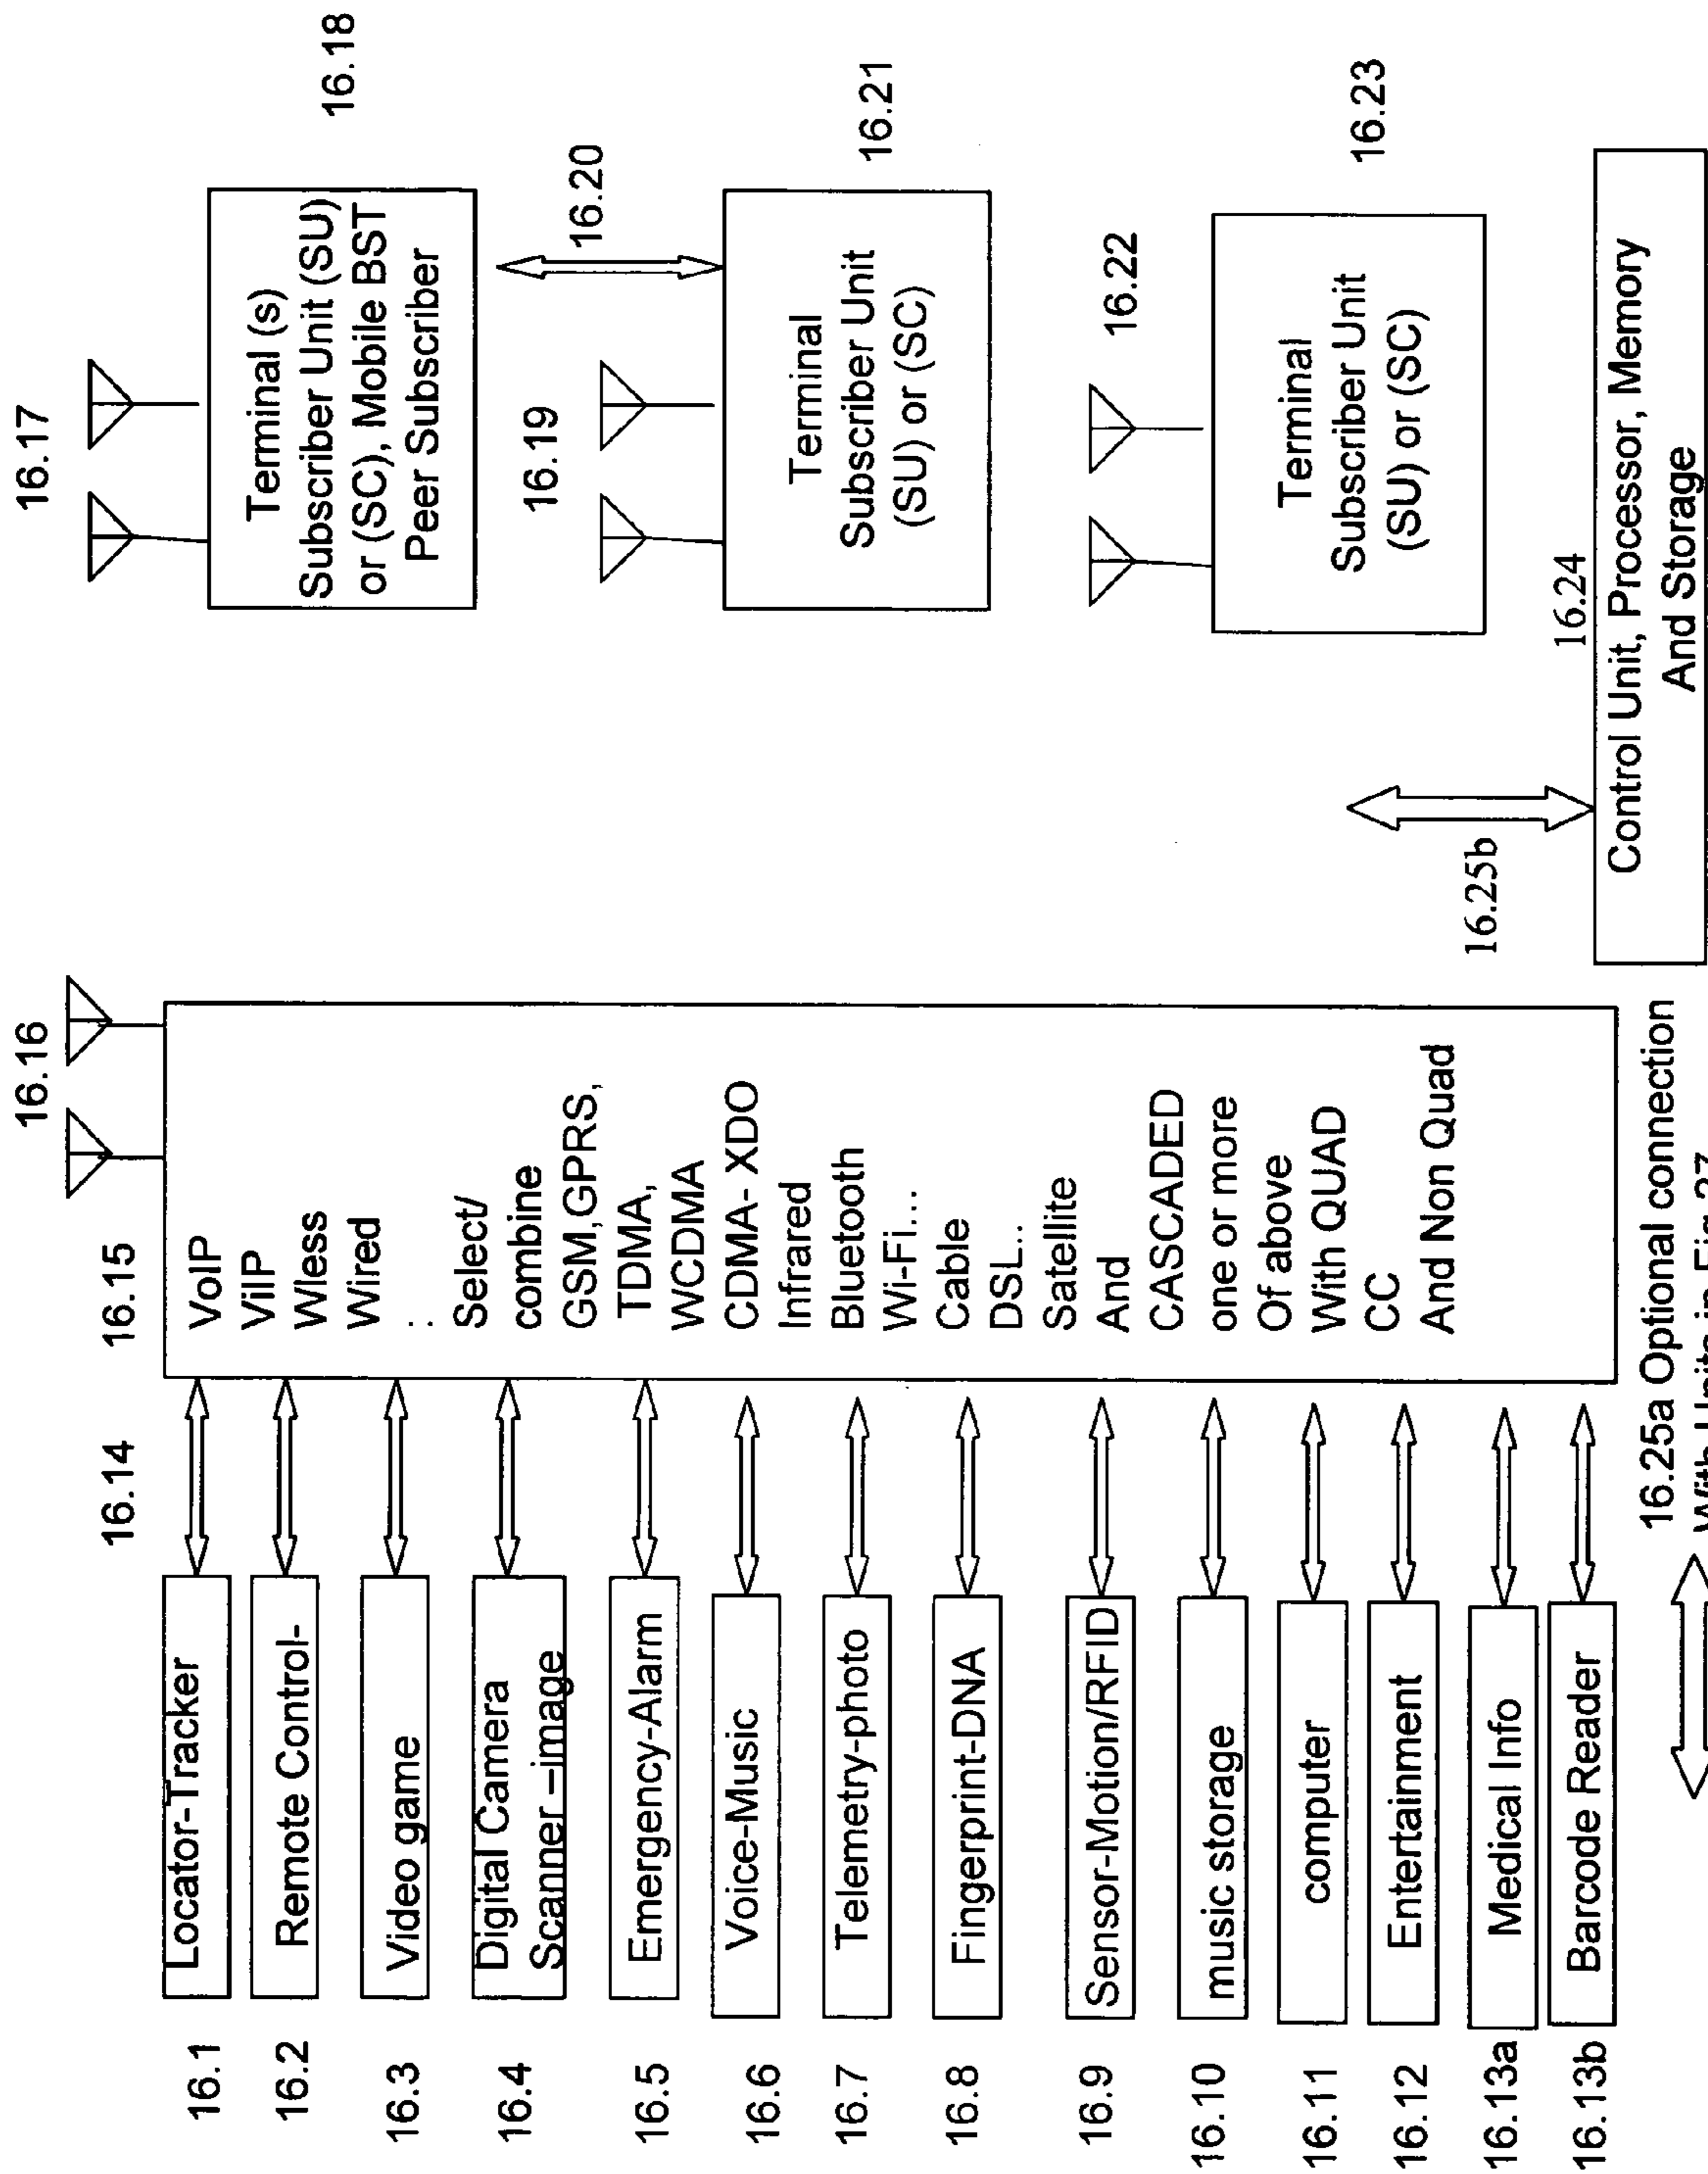 16.1
Locator-Tracker
16.2
Remote Control-
16.3
Video game
16.4
Digital Camera
Scanner –image
16.5
Emergency-Alarm
16.6
Voice-Music
16.7
Telemetry-photo
16.8
Fingerprint-DNA
16.9
Sensor-Motion/RFID
16.10
music storage
16.11
computer
16.12
Entertainment
16.13a
Medical Info
16.13b
Barcode Reader
16.14
16.15
16.16
VoIP
ViIP
Wless
Wired
:
Select/
combine
GSM,GPRS,
TDMA,
WCDMA
CDMA- XDO
Infrared
Bluetooth
Wi-Fi...
Cable
DSL..
Satellite
And
CASCADED
one or more
Of above
With QUAD
CC
And Non Quad
16.25a Optional connection
With Units in Fig 27
16.17
Terminal (s)
Subscriber Unit (SU)
or (SC), Mobile BST
Peer Subscriber
16.18
16.20
16.19
Terminal
Subscriber Unit
(SU) or (SC)
16.21
16.22
Terminal
Subscriber Unit
(SU) or (SC)
16.23
16.25b
16.24
Control Unit, Processor, Memory
And Storage